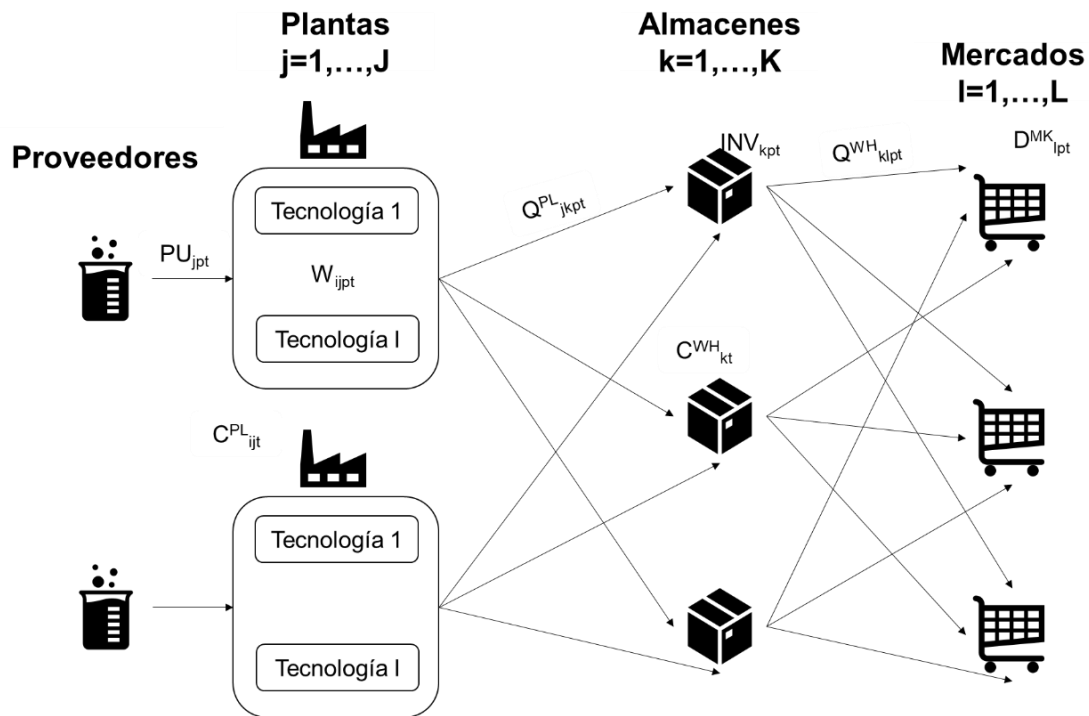 Plantas
j=1,…,J
Almacenes
k=1,…,K
Mercados
l=1,…,L
Proveedores
INV_kpt
Q^WH_klpt
D^MK_lpt
Tecnología 1
Q^PL_jkpt
PU_jpt
W_ijpt
Tecnología I
C^WH_kt
C^PL_ijt
Tecnología 1
Tecnología I